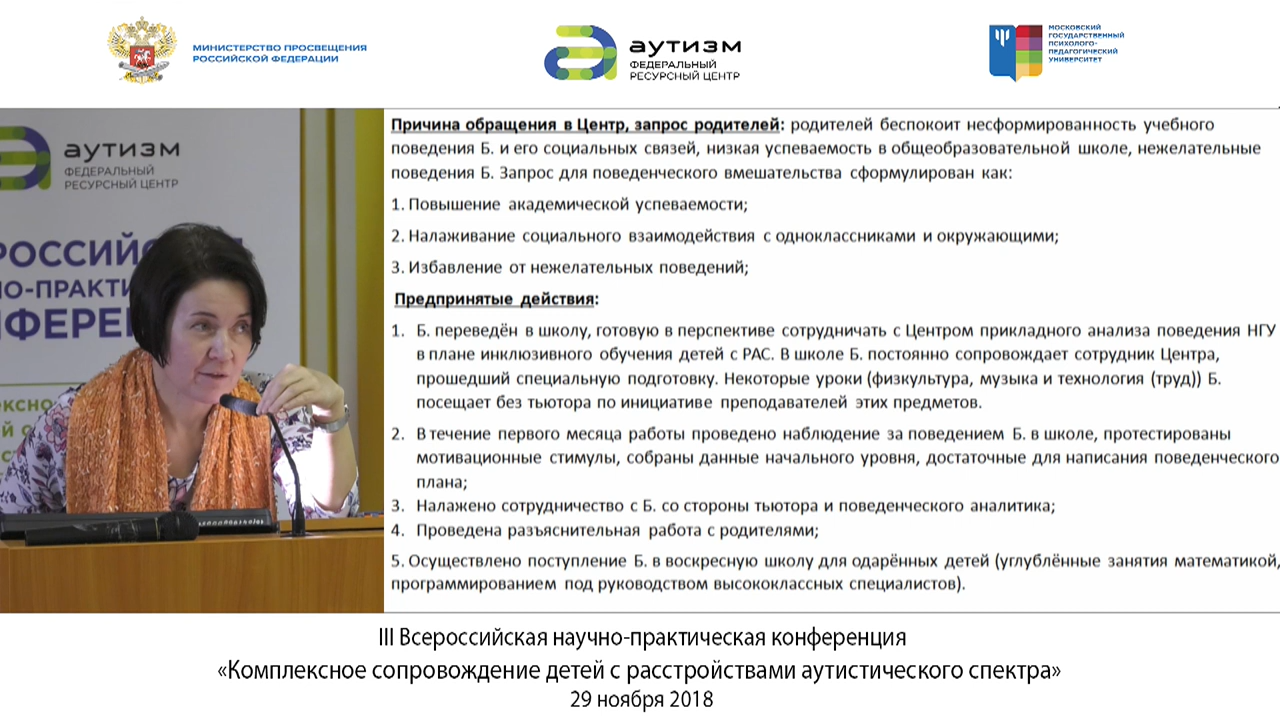 МИНИСТЕРСТВО ПРОСВЕЩЕНИЯ
РОССИЙСКОЙ ФЕДЕРАЦИИ
аутизм
ФЕДЕРАЛЬНЫЙ
РЕСУРСНЫЙ ЦЕНТР
МОСКОВСКИЙ
ГОСУДАРСТВЕННЫЙ
ПСИХОЛОГО-
ПЕДАГОГИЧЕСКИЙ
УНИВЕРСИТЕТ
аутизм
ФЕДЕРАЛЬНЫЙ
РЕСУРСНЫЙ ЦЕНТР
Причина обращения в Центр, запрос родителей: родителей беспокоит несформированность учебного
поведения Б. и его социальных связей, низкая успеваемость в общеобразовательной школе, нежелательные
поведения Б. Запрос для поведенческого вмешательства сформулирован как:
1. Повышение академической успеваемости;
2. Налаживание социального взаимодействия с одноклассниками и окружающими;
3. Избавление от нежелательных поведений;
Предпринятые действия:
1. Б. переведён в школу, готовую в перспективе сотрудничать с Центром прикладного анализа поведения НГУ
в плане инклюзивного обучения детей с РАС. В школе Б. постоянно сопровождает сотрудник Центра,
прошедший специальную подготовку. Некоторые уроки (физкультура, музыка и технология (труд)) Б.
посещает без тьютора по инициативе преподавателей этих предметов.
2. В течение первого месяца работы проведено наблюдение за поведением Б. в школе, протестированы
мотивационные стимулы, собраны данные начального уровня, достаточные для написания поведенческого
плана;
3. Налажено сотрудничество с Б. со стороны тьютора и поведенческого аналитика;
4. Проведена разъяснительная работа с родителями;
5. Осуществлено поступление Б. в воскресную школу для одарённых детей (углублённые занятия математикой,
программированием под руководством высококлассных специалистов).
III Всероссийская научно-практическая конференция
«Комплексное сопровождение детей с расстройствами аутистического спектра»
29 ноября 2018